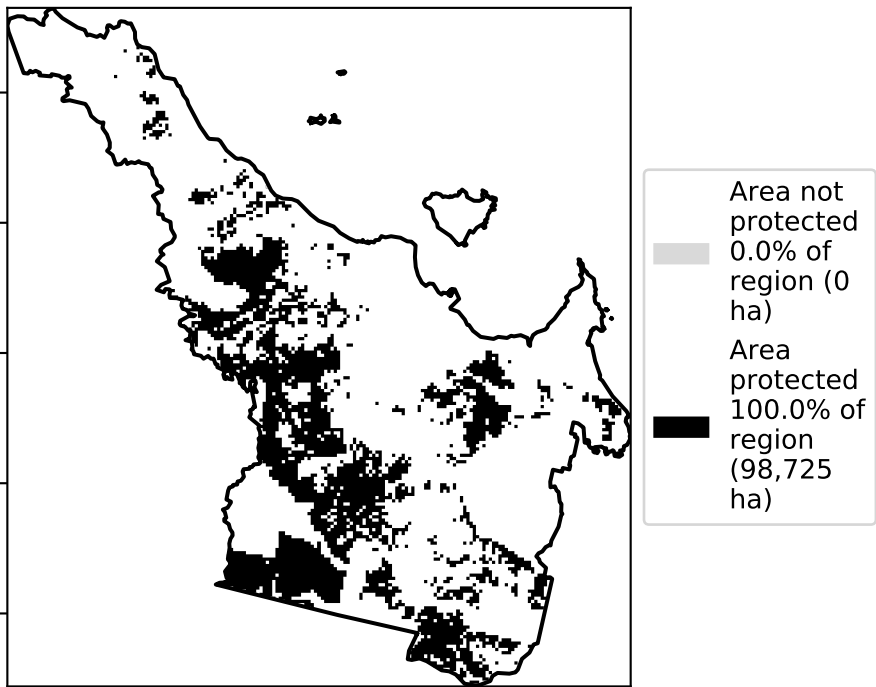 Area not
protected
0.0% of
region (0
ha)
Area
protected
100.0% of
region
(98,725
ha)